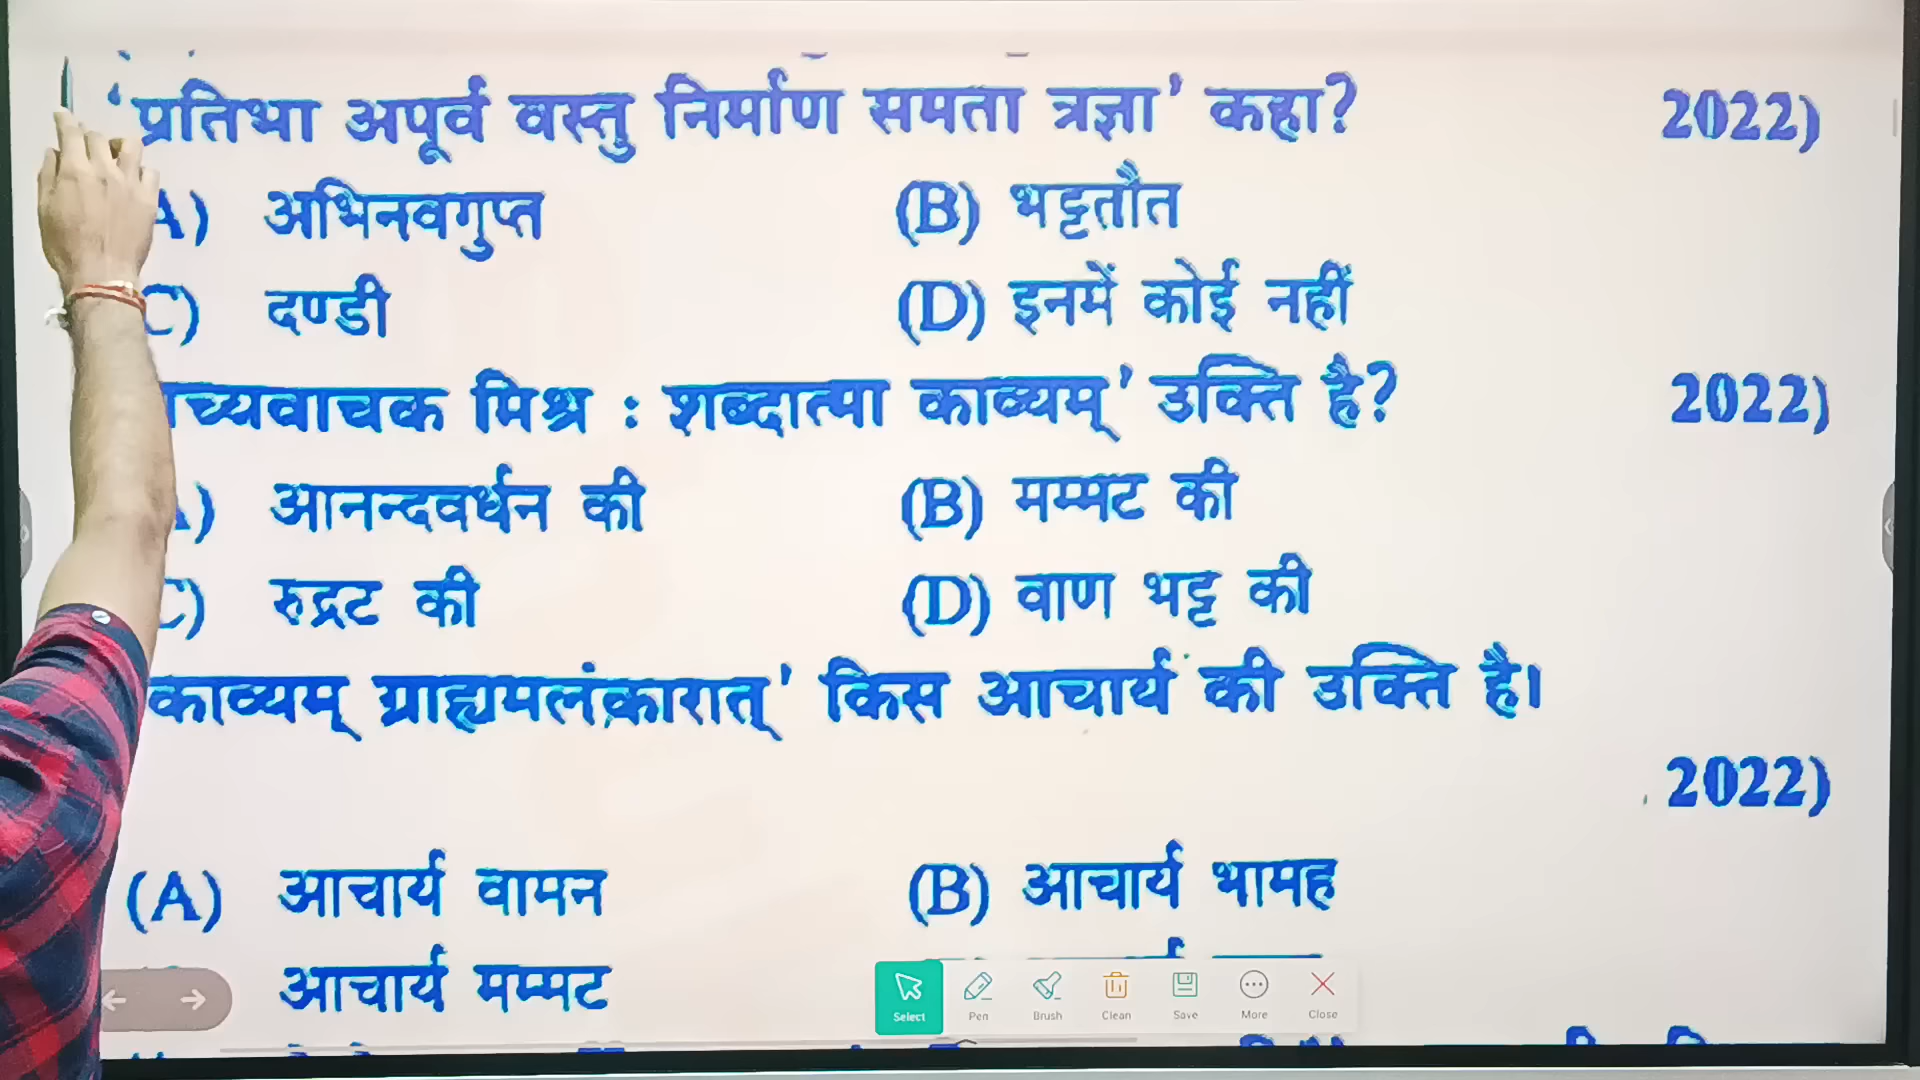 ‘प्रतिभा अपूर्व वस्तु निर्माण समता त्रज्ञा’ कहा? 2022)
A) अभिनवगुप्त (B) भट्टतौत
C) दण्डी (D) इनमें कोई नहीं
मिश्र : शब्दात्मा काव्यम्’ उक्ति है? 2022)
A) आनन्दवर्धन की (B) मम्मट की
C) रुद्रट की (D) वाण भट्ट की
काव्यम् ग्राह्यमलंकारात्’ किस आचार्य की उक्ति है।
2022)
(A) आचार्य वामन (B) आचार्य भामह
आचार्य मम्मट
Select Pen Brush Clean Save More Close